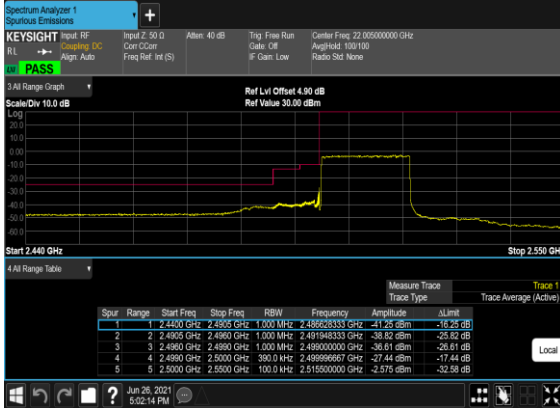 Spectrum Analyzer 1
Spurious Emissions
+
KEYSIGHT Input: RF Input Z: 50 Ω Atten: 40 dB Trig: Free Run Center Freq: 22.005000000 GHz
RL Coupling: DC Corr CCorr Gate: Off Avg|Hold: 100/100
Align: Auto Freq Ref: Int (S) IF Gain: Low Radio Std: None
PASS
3 All Range Graph
Ref Lvl Offset 4.90 dB
Scale/Div 10.0 dB Ref Value 30.00 dBm
Log
20.0
10.0
0.00
-10.0
-20.0
-30.0
-40.0
-50.0
-60.0
Start 2.440 GHz Stop 2.550 GH
4 All Range Table
Measure Trace Trace 1
Trace Type Trace Average (Active)
Spur Range Start Freq Stop Freq RBW Frequency Amplitude ΔLimit
1 1 2.4400 GHz 2.4905 GHz 1.000 MHz 2.486628333 GHz -41.25 dBm -16.25 dB
2 2 2.4905 GHz 2.4960 GHz 1.000 MHz 2.491948333 GHz -38.82 dBm -25.82 dB
3 3 2.4960 GHz 2.4990 GHz 1.000 MHz 2.499000000 GHz -36.61 dBm -26.61 dB
4 4 2.4990 GHz 2.5000 GHz 390.0 kHz 2.499996667 GHz -27.44 dBm -17.44 dB
5 5 2.5000 GHz 2.5500 GHz 100.0 kHz 2.515500000 GHz -2.575 dBm -32.58 dB
Local
?
Jun 26, 2021
5:02:14 PM